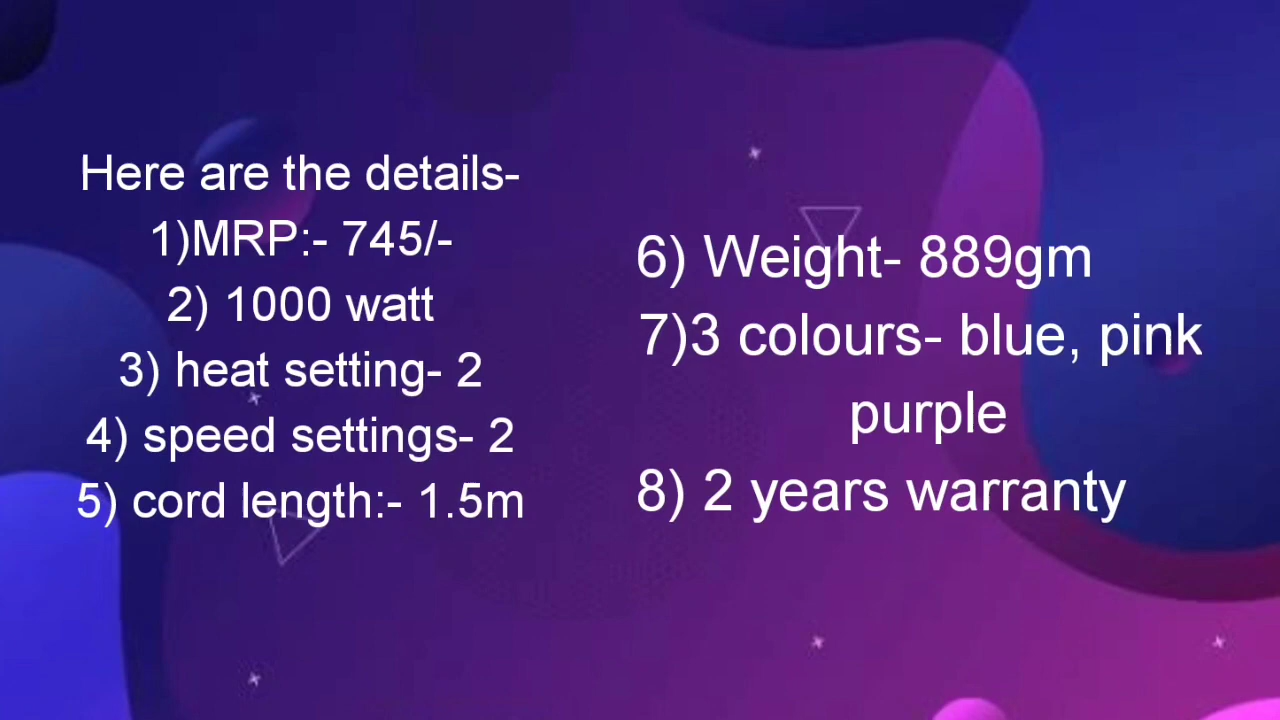 Here are the details-
1)MRP:- 745/-
2) 1000 watt
3) heat setting- 2
4) speed settings- 2
5) cord length:- 1.5m
6) Weight- 889gm
7)3 colours- blue, pink
purple
8) 2 years warranty